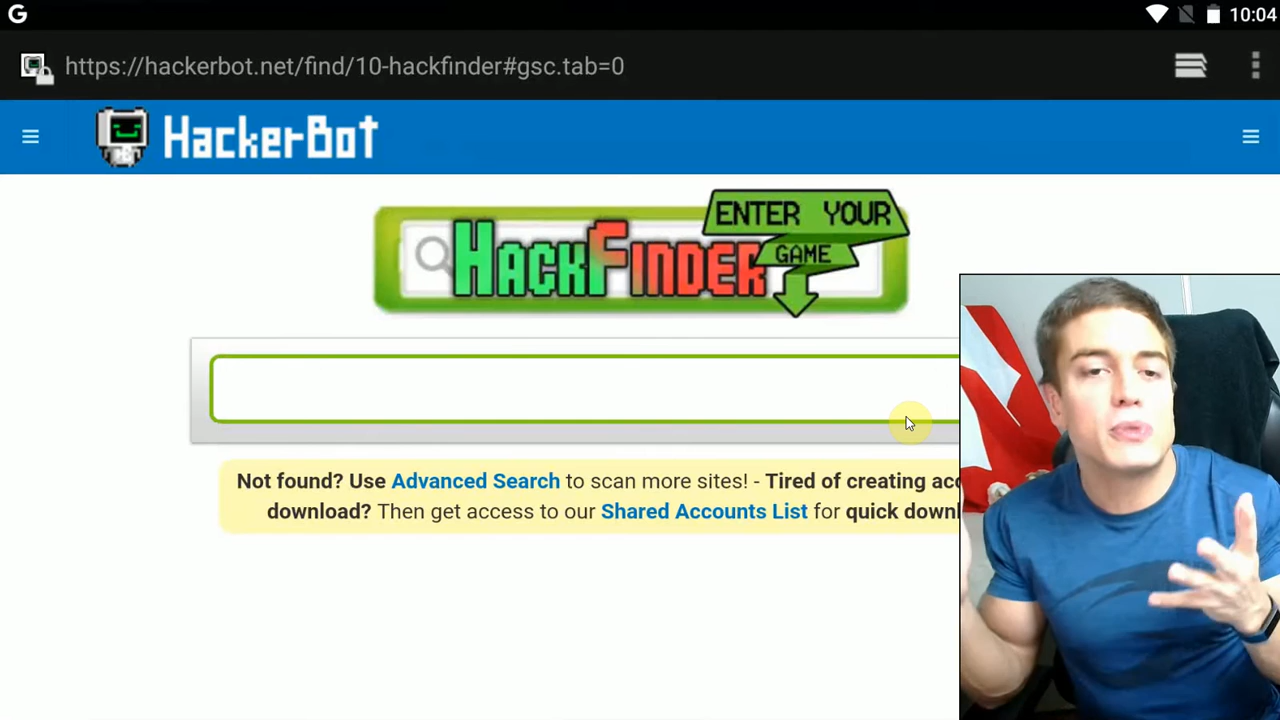 G
10:04
https://hackerbot.net/find/10-hackfinder#gsc.tab=0
HackerBot
ENTER YOUR
GAME
HackFinder
Not found? Use Advanced Search to scan more sites! - Tired of creating
download? Then get access to our Shared Accounts List for quick